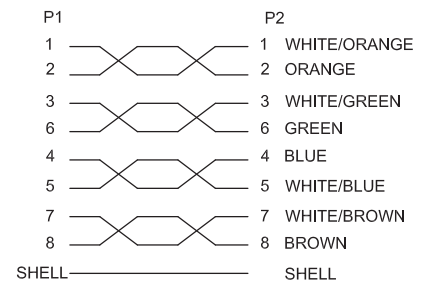 P1 P2
1 1 WHITE/ORANGE
2 2 ORANGE
3 3 WHITE/GREEN
6 6 GREEN
4 4 BLUE
5 5 WHITE/BLUE
7 7 WHITE/BROWN
8 8 BROWN
SHELL SHELL